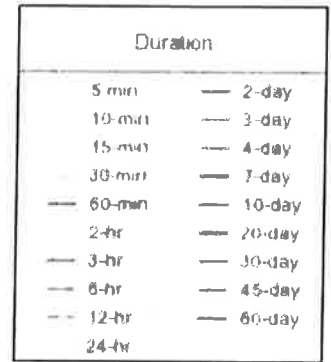 Duration
5-min 2-day
10-min 3-day
15-min 4-day
30-min 7-day
60-min 10-day
2-hr 20-day
3-hr 30-day
6-hr 45-day
12-hr 60-day
24-hr